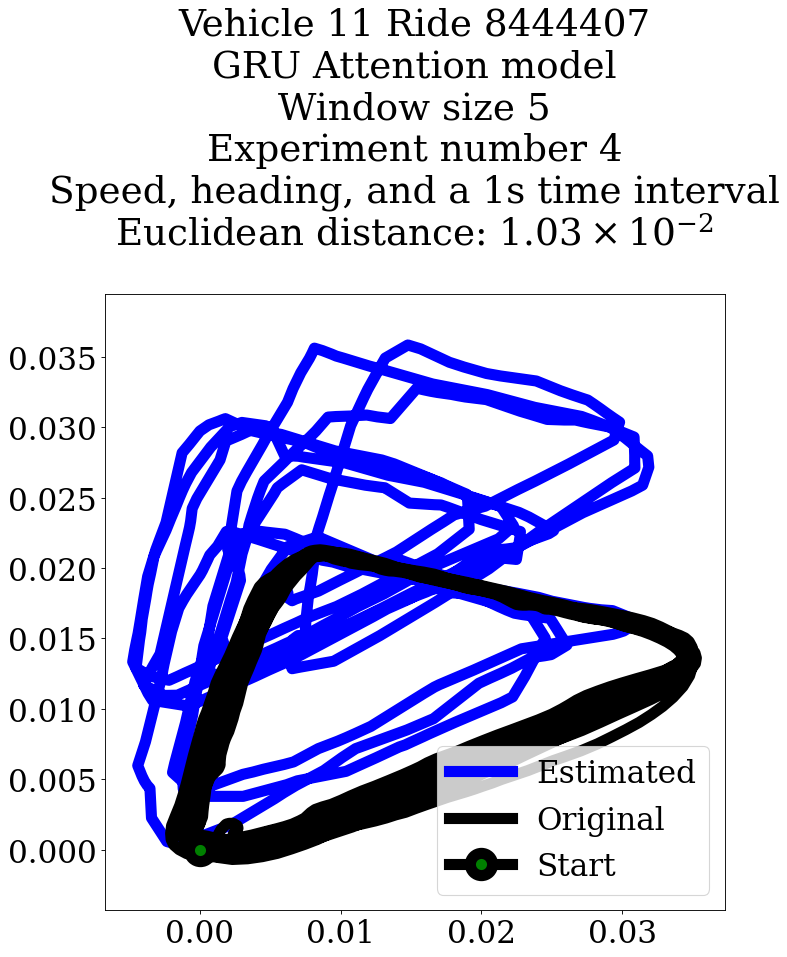 Vehicle 11 Ride 8444407
GRU Attention model
Window size 5
Experiment number 4
Speed, heading, and a 1s time interval
Euclidean distance: 1.03 × 10⁻²
0.035
0.030
0.025
0.020
0.015
0.010
0.005
0.000
Estimated
Original
Start
0.00 0.01 0.02 0.03